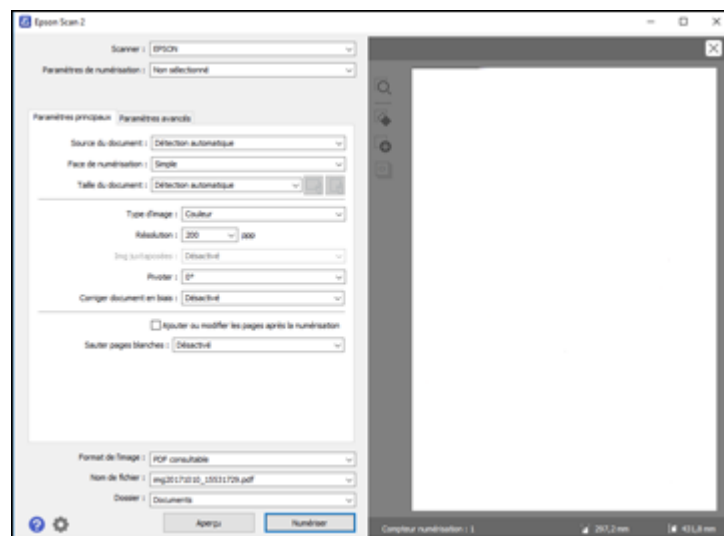 Epson Scan 2
Scanner : EPSON
Paramètres de numérisation : Non sélectionné
Paramètres principaux Paramètres avancés
Source du document : Détection automatique
Face de numérisation : Simple
Taille du document : Détection automatique
Type d'image : Couleur
Résolution : 200 ppp
Img juxtaposées : Désactivé
Pivoter : 0°
Corriger document en biais : Désactivé
Ajouter ou modifier les pages après la numérisation
Sauter pages blanches : Désactivé
Format de l'image : PDF consultable
Nom de fichier : img20171010_15531729.pdf
Dossier : Documents
Aperçu Numériser
Compteur numérisation : 1 297,2 mm 431,8 mm